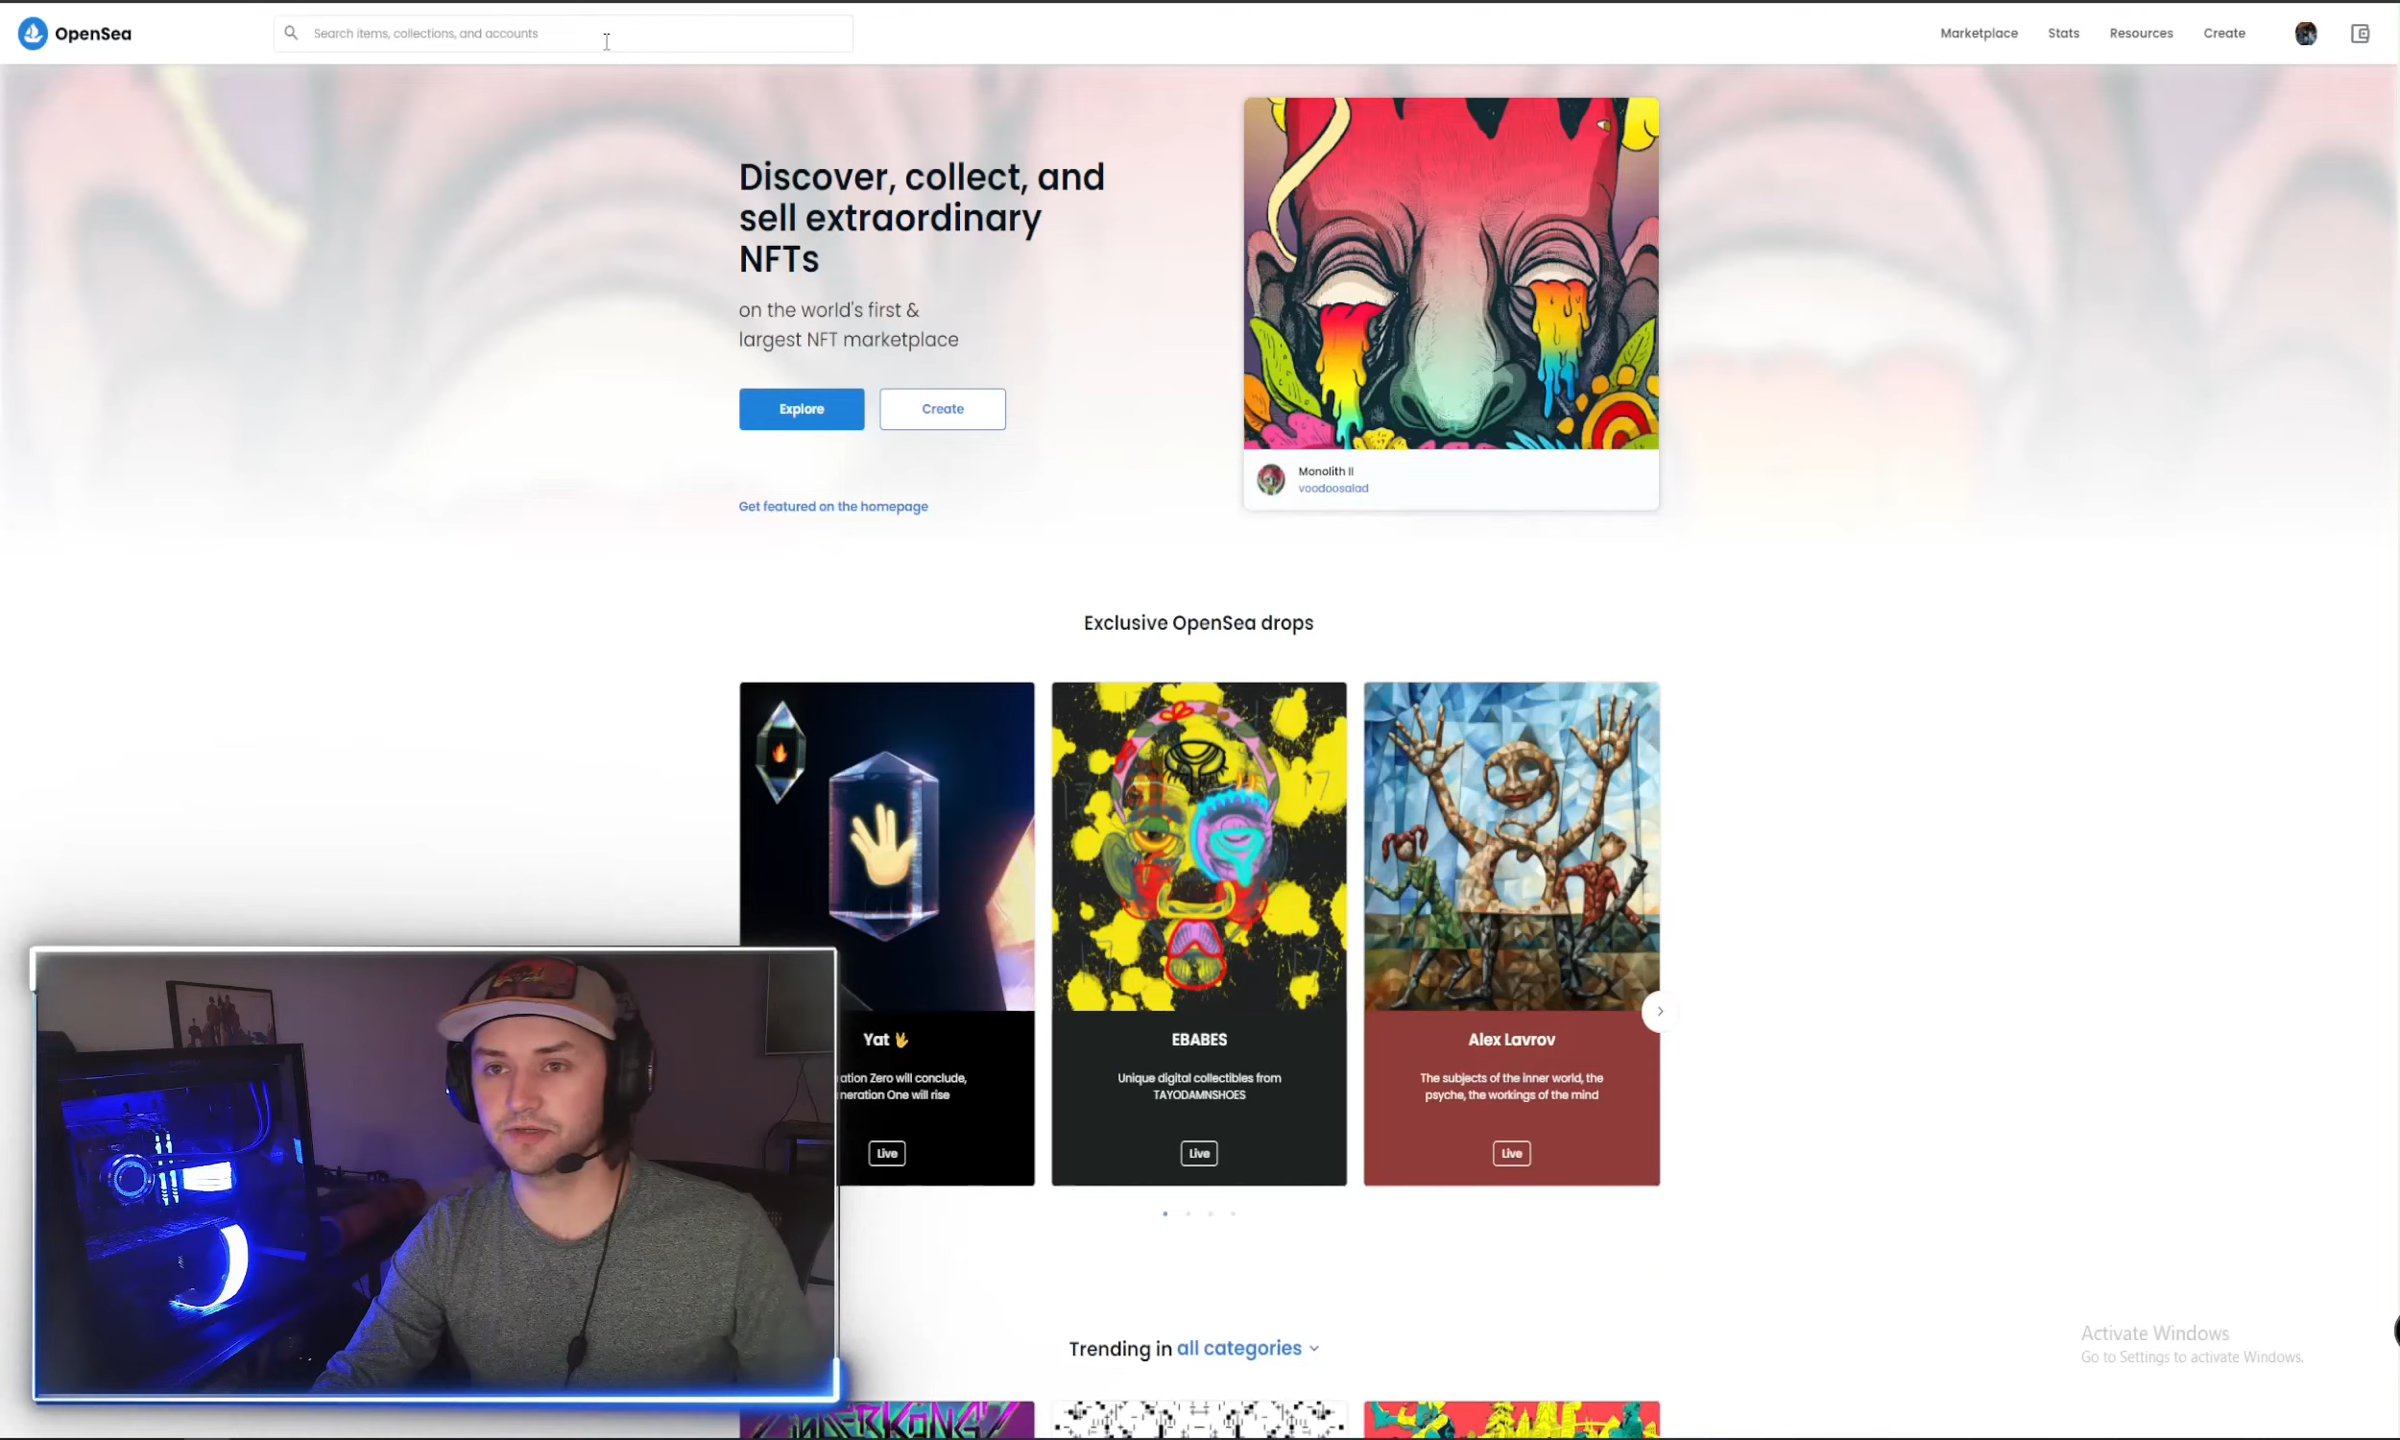 OpenSea
Search items, collections, and accounts
Marketplace
Stats
Resources
Create
Discover, collect, and
sell extraordinary
NFTs
on the world's first &
largest NFT marketplace
Explore
Create
Get featured on the homepage
Monolith II
voodoosalad
Exclusive OpenSea drops
Yat 🖖
ation Zero will conclude,
neration One will rise
Live
EBABES
Unique digital collectibles from
TAYODAMNSHOES
Live
Alex Lavrov
The subjects of the inner world, the
psyche, the workings of the mind
Live
Trending in all categories
Activate Windows
Go to Settings to activate Windows.